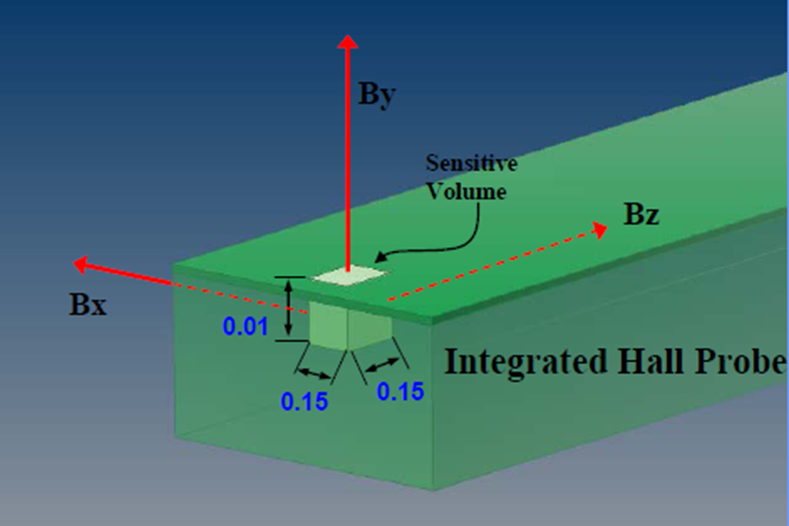 By
Sensitive
Volume
Bz
Bx
0.01
Integrated Hall Probe
0.15
0.15